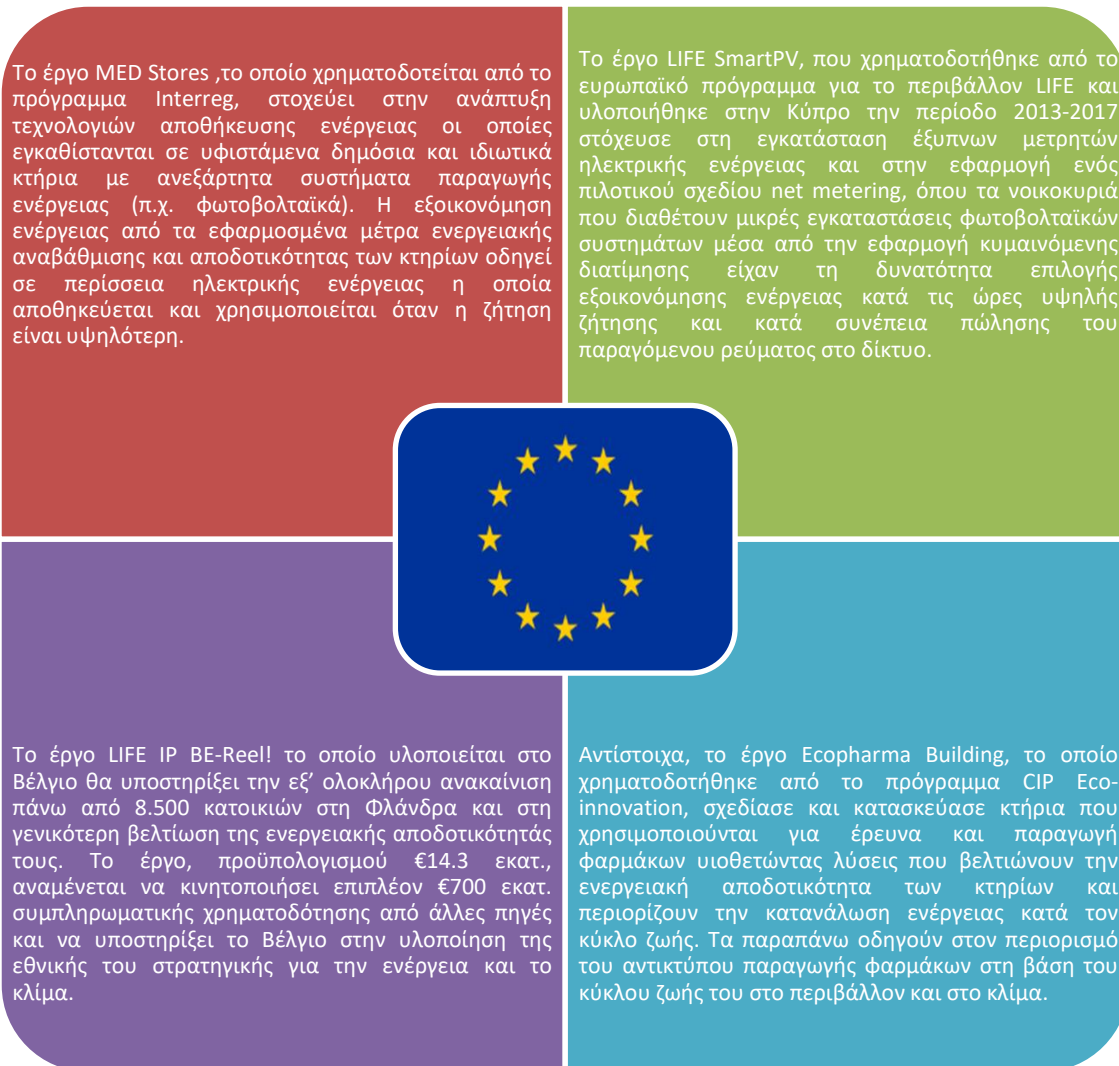 Το έργο MED Stores ,το οποίο χρηματοδοτείται από το
πρόγραμμα Interreg, στοχεύει στην ανάπτυξη
τεχνολογιών αποθήκευσης ενέργειας οι οποίες
εγκαθίστανται σε υφιστάμενα δημόσια και ιδιωτικά
κτήρια με ανεξάρτητα συστήματα παραγωγής
ενέργειας (π.χ. φωτοβολταϊκά). Η εξοικονόμηση
ενέργειας από τα εφαρμοσμένα μέτρα ενεργειακής
αναβάθμισης και αποδοτικότητας των κτηρίων οδηγεί
σε περίσσεια ηλεκτρικής ενέργειας η οποία
αποθηκεύεται και χρησιμοποιείται όταν η ζήτηση
είναι υψηλότερη.
Το έργο LIFE SmartPV, που χρηματοδοτήθηκε από το
ευρωπαϊκό πρόγραμμα για το περιβάλλον LIFE και
υλοποιήθηκε στην Κύπρο την περίοδο 2013-2017
στόχευσε στη εγκατάσταση έξυπνων μετρητών
ηλεκτρικής ενέργειας και στην εφαρμογή ενός
πιλοτικού σχεδίου net metering, όπου τα νοικοκυριά
που διαθέτουν μικρές εγκαταστάσεις φωτοβολταϊκών
συστημάτων μέσα από την εφαρμογή κυμαινόμενης
διατίμησης είχαν τη δυνατότητα επιλογής
εξοικονόμησης ενέργειας κατά τις ώρες υψηλής
ζήτησης και κατά συνέπεια πώλησης του
παραγόμενου ρεύματος στο δίκτυο.
Το έργο LIFE IP BE-Reel! το οποίο υλοποιείται στο
Βέλγιο θα υποστηρίξει την εξ’ ολοκλήρου ανακαίνιση
πάνω από 8.500 κατοικιών στη Φλάνδρα και στη
γενικότερη βελτίωση της ενεργειακής αποδοτικότητάς
τους. Το έργο, προϋπολογισμού €14.3 εκατ.,
αναμένεται να κινητοποιήσει επιπλέον €700 εκατ.
συμπληρωματικής χρηματοδότησης από άλλες πηγές
και να υποστηρίξει το Βέλγιο στην υλοποίηση της
εθνικής του στρατηγικής για την ενέργεια και το
κλίμα.
Αντίστοιχα, το έργο Ecopharma Building, το οποίο
χρηματοδοτήθηκε από το πρόγραμμα CIP Eco-
innovation, σχεδίασε και κατασκεύασε κτήρια που
χρησιμοποιούνται για έρευνα και παραγωγή
φαρμάκων υιοθετώντας λύσεις που βελτιώνουν την
ενεργειακή αποδοτικότητα των κτηρίων και
περιορίζουν την κατανάλωση ενέργειας κατά τον
κύκλο ζωής. Τα παραπάνω οδηγούν στον περιορισμό
του αντικτύπου παραγωγής φαρμάκων στη βάση του
κύκλου ζωής του στο περιβάλλον και στο κλίμα.